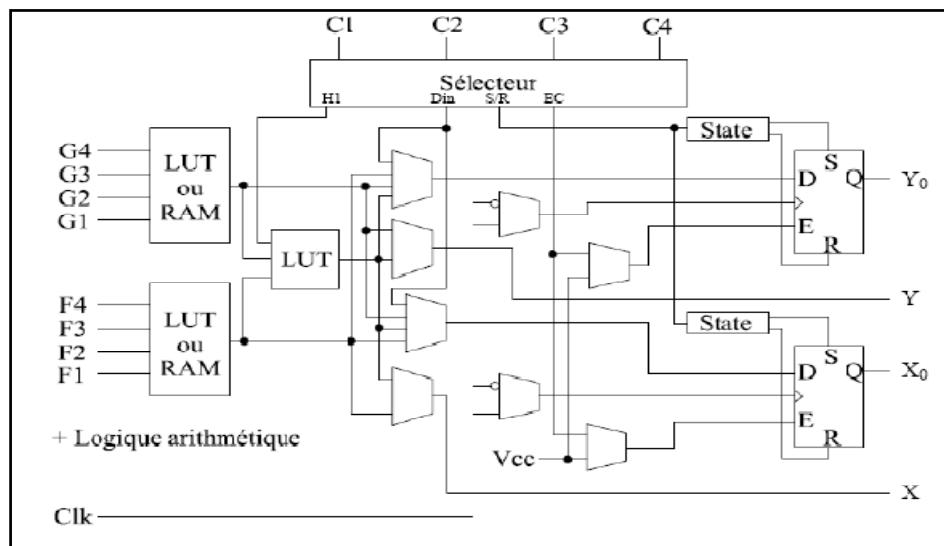 C1 C2 C3 C4
Sélecteur
H1 Din S/R EC
G4
G3
G2
G1
LUT
ou
RAM
LUT
F4
F3
F2
F1
LUT
ou
RAM
+ Logique arithmétique
Vcc
Clk
State
S
D Q
E
R
Y0
Y
State
S
D Q
E
R
X0
X